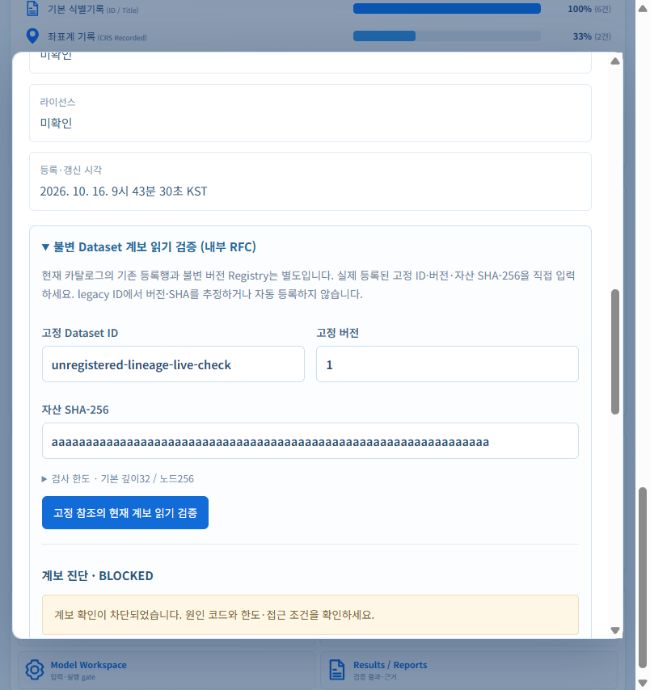 기본 식별기록 (ID / Title) 100% (6건)
좌표계 기록 (CRS Recorded) 33% (2건)
미확인
라이선스
미확인
등록·갱신 시각
2026. 10. 16. 9시 43분 30초 KST
▼ 불변 Dataset 계보 읽기 검증 (내부 RFC)
현재 카탈로그의 기존 등록행과 불변 버전 Registry는 별도입니다. 실제 등록된 고정 ID·버전·자산 SHA-256을 직접 입력
하세요. legacy ID에서 버전·SHA를 추정하거나 자동 등록하지 않습니다.
고정 Dataset ID 고정 버전
unregistered-lineage-live-check 1
자산 SHA-256
aaaaaaaaaaaaaaaaaaaaaaaaaaaaaaaaaaaaaaaaaaaaaaaaaaaaaaaaaaaaaaaa
▶ 검사 한도 · 기본 깊이32 / 노드256
고정 참조의 현재 계보 읽기 검증
계보 진단 · BLOCKED
계보 확인이 차단되었습니다. 원인 코드와 한도·접근 조건을 확인하세요.
Model Workspace Results / Reports
입력·실행 gate 검증 결과·근거